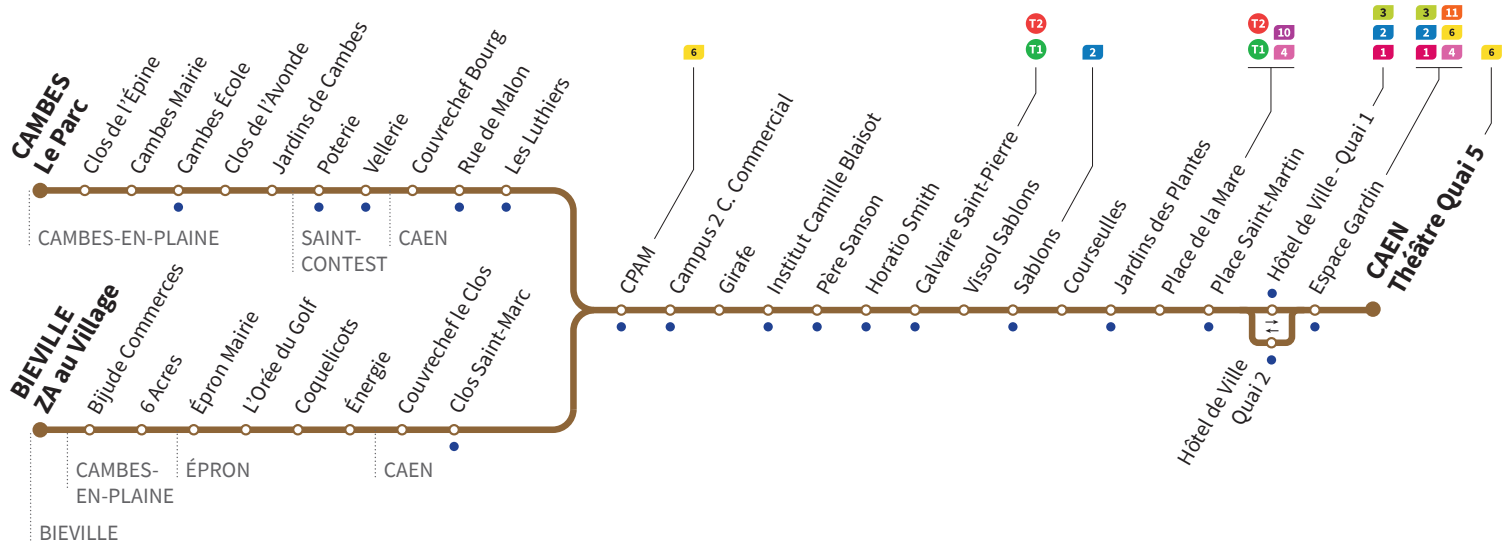 CAMBES
Le Parc
Clos de l'Épine
Cambes Mairie
Cambes École
Clos de l'Avonde
Jardins de Cambes
Poterie
Vellerie
Couvrechef Bourg
Rue de Malon
Les Luthiers
CAMBES-EN-PLAINE
SAINT-
CONTEST
CAEN
BIEVILLE
ZA au Village
Bijude Commerces
6 Acres
Épron Mairie
L'Orée du Golf
Coquelicots
Énergie
Couvrechef le Clos
Clos Saint-Marc
CAMBES-
EN-PLAINE
ÉPRON
CAEN
BIEVILLE
6
CPAM
Campus 2 C. Commercial
Girafe
Institut Camille Blaisot
Père Sanson
Horatio Smith
T2
T1
Calvaire Saint-Pierre
Vissol Sablons
2
Sablons
Courseulles
Jardins des Plantes
T2 10
T1 4
Place de la Mare
Place Saint-Martin
3
2
1
Hôtel de Ville - Quai 1
Hôtel de Ville
Quai 2
3 11
2 6
1 4
Espace Gardin
6
CAEN
Théâtre Quai 5